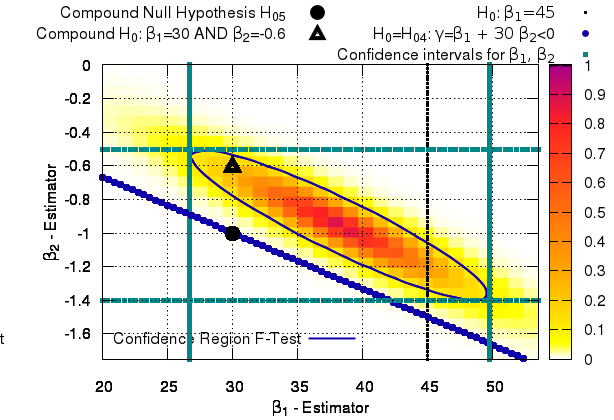 Compound Null Hypothesis H05
H0: β1=45
Compound H0: β1=30 AND β2=-0.6
H0=H04: γ=β1 + 30 β2<0
Confidence intervals for β1, β2
0
-0.2
-0.4
-0.6
-0.8
-1
-1.2
-1.4
-1.6
β2 - Estimator
1
0.9
0.8
0.7
0.6
0.5
0.4
0.3
0.2
0.1
0
t
Confidence Region F-Test
20 25 30 35 40 45 50
β1 - Estimator